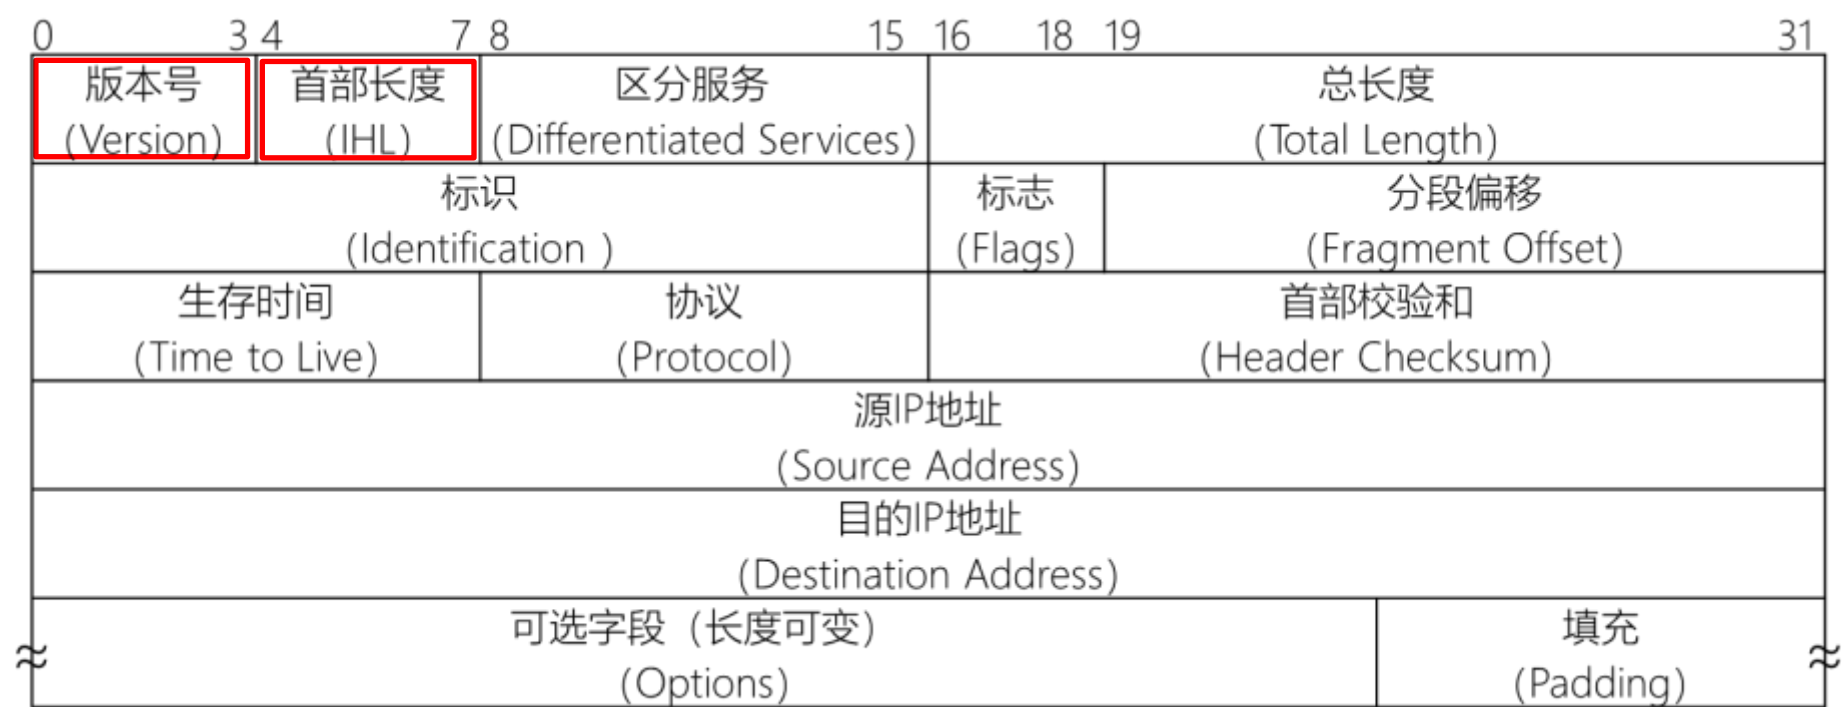 0 3 4 7 8 15 16 18 19 31
版本号 首部长度 区分服务 总长度
(Version) (IHL) (Differentiated Services) (Total Length)
标识 标志 分段偏移
(Identification ) (Flags) (Fragment Offset)
生存时间 协议 首部校验和
(Time to Live) (Protocol) (Header Checksum)
源IP地址
(Source Address)
目的IP地址
(Destination Address)
可选字段（长度可变） 填充
(Options) (Padding)